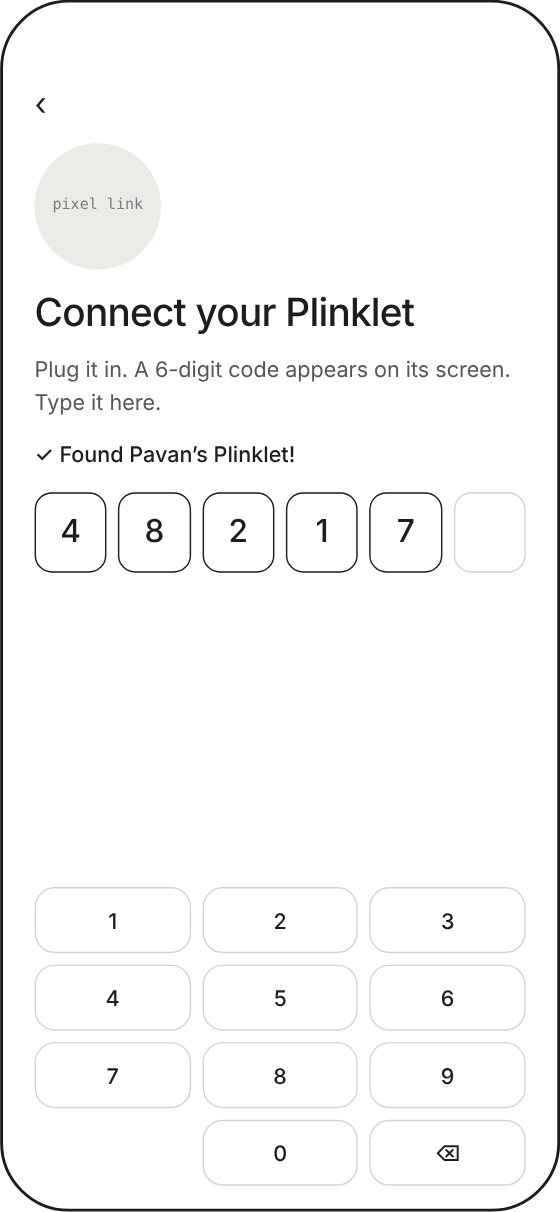 pixel link
Connect your Plinklet
Plug it in. A 6-digit code appears on its screen.
Type it here.
✓ Found Pavan’s Plinklet!
4 8 2 1 7
1 2 3
4 5 6
7 8 9
0